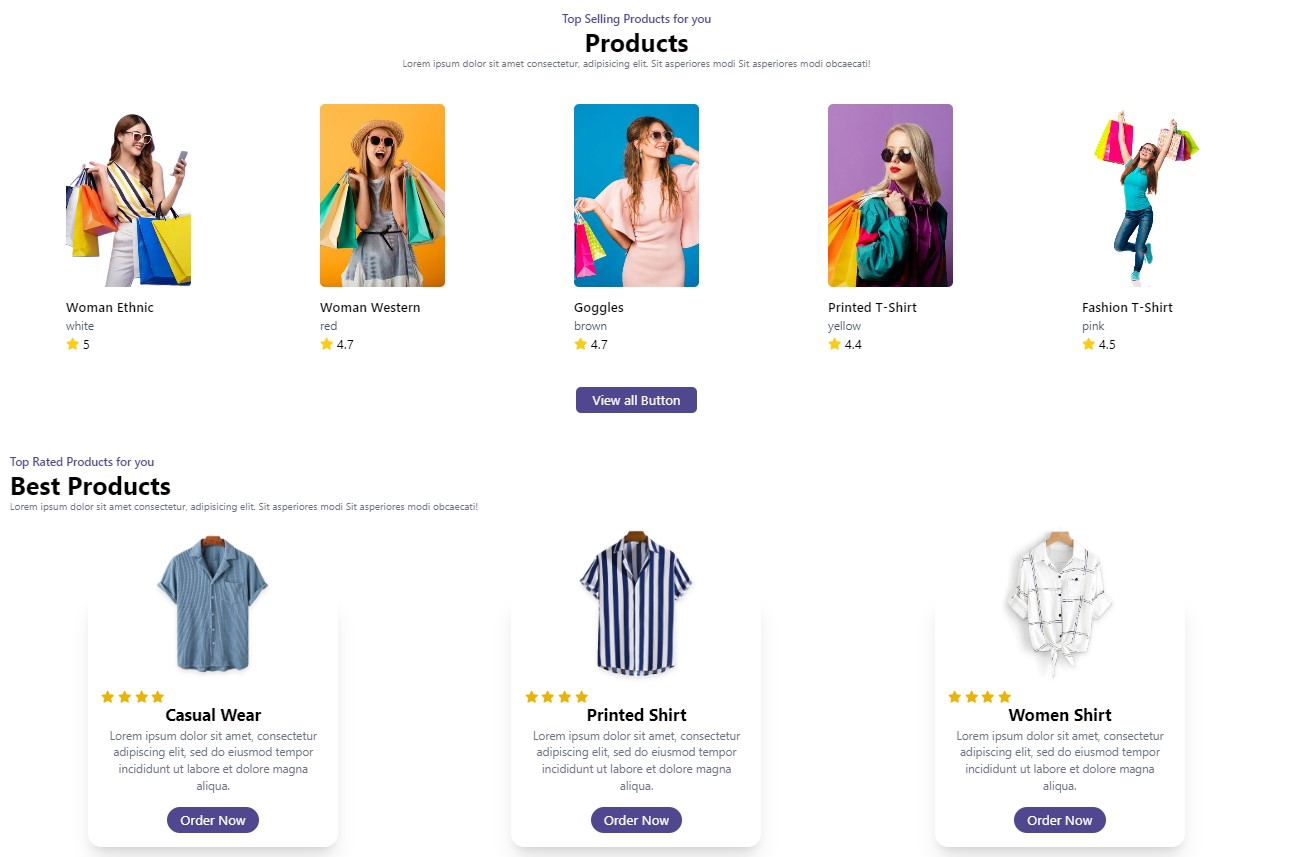 Top Selling Products for you
Products
Lorem ipsum dolor sit amet consectetur, adipisicing elit. Sit asperiores modi Sit asperiores modi obcaecati!
Woman Ethnic
white
5
Woman Western
red
4.7
Goggles
brown
4.7
Printed T-Shirt
yellow
4.4
Fashion T-Shirt
pink
4.5
View all Button
Top Rated Products for you
Best Products
Lorem ipsum dolor sit amet consectetur, adipisicing elit. Sit asperiores modi Sit asperiores modi obcaecati!
Casual Wear
Lorem ipsum dolor sit amet, consectetur
adipiscing elit, sed do eiusmod tempor
incididunt ut labore et dolore magna
aliqua.
Order Now
Printed Shirt
Lorem ipsum dolor sit amet, consectetur
adipiscing elit, sed do eiusmod tempor
incididunt ut labore et dolore magna
aliqua.
Order Now
Women Shirt
Lorem ipsum dolor sit amet, consectetur
adipiscing elit, sed do eiusmod tempor
incididunt ut labore et dolore magna
aliqua.
Order Now